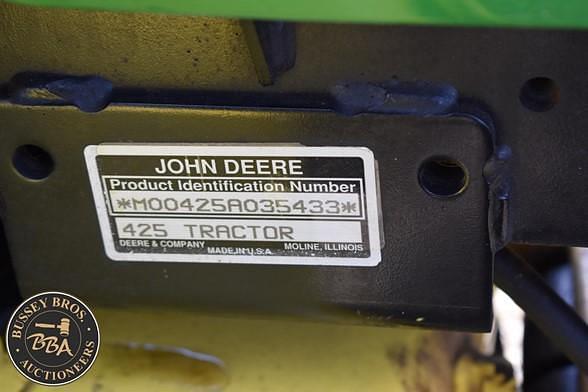 JOHN DEERE
Product Identification Number
*M00425A035433*
425 TRACTOR
DEERE & COMPANY MOLINE, ILLINOIS
MADE IN U.S.A.
BUSSEY BROS.
BBA
AUCTIONEERS